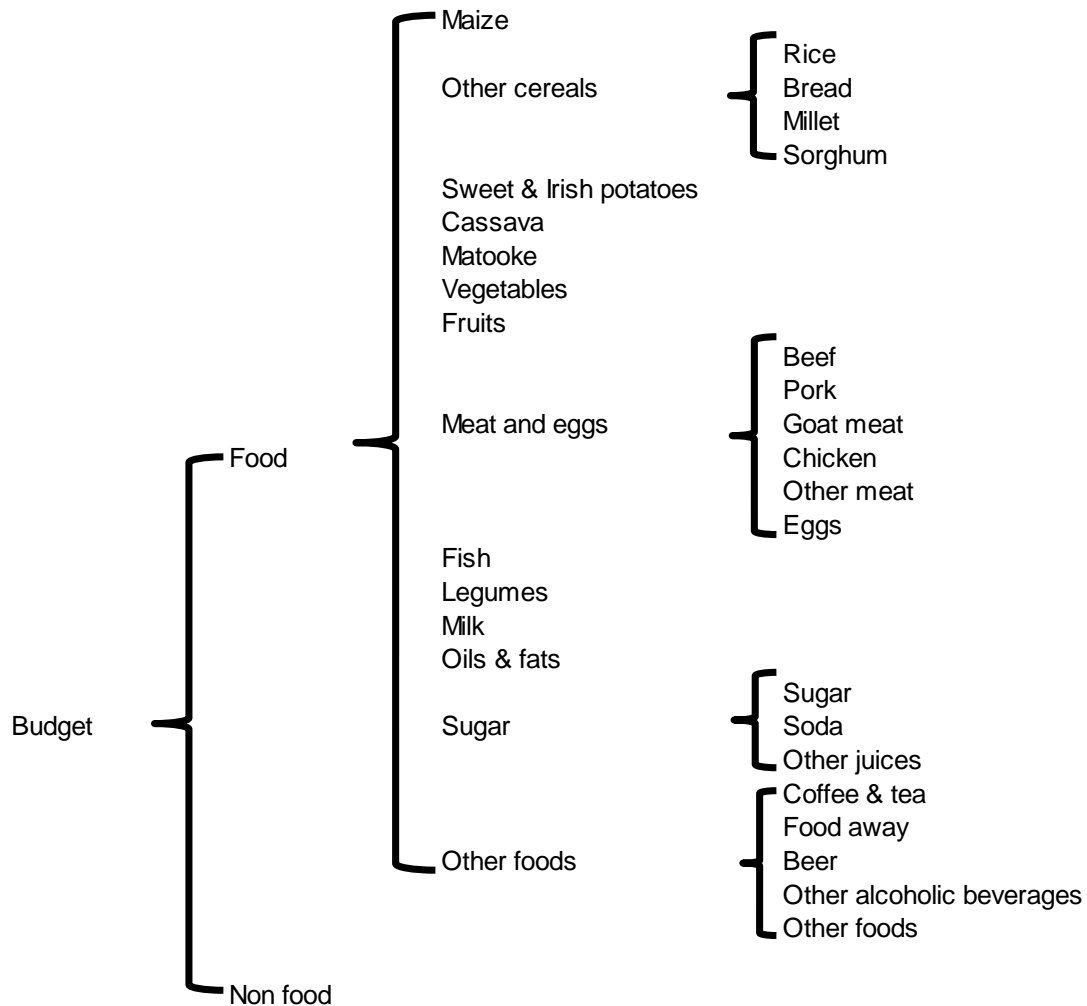 Maize
Rice
Other cereals
Bread
Millet
Sorghum
Sweet & Irish potatoes
Cassava
Matooke
Vegetables
Fruits
Beef
Pork
Meat and eggs
Goat meat
Food
Chicken
Other meat
Eggs
Fish
Legumes
Milk
Oils & fats
Sugar
Budget
Sugar
Soda
Other juices
Coffee & tea
Food away
Other foods
Beer
Other alcoholic beverages
Other foods
Non food